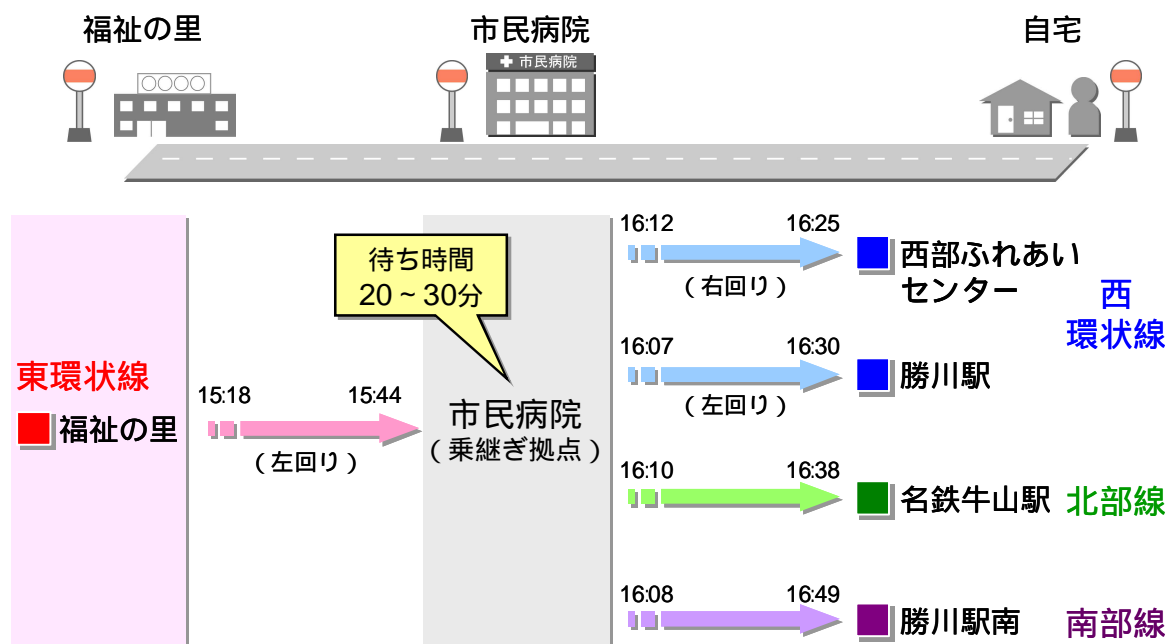 福祉の里
市民病院
自宅
市民病院
16:12
16:25
(右回り)
西部ふれあい
センター
西
環状線
待ち時間
20～30分
16:07
16:30
(左回り)
勝川駅
東環状線
福祉の里
15:18
15:44
(左回り)
市民病院
(乗継ぎ拠点)
16:10
16:38
名鉄牛山駅
北部線
16:08
16:49
勝川駅南
南部線